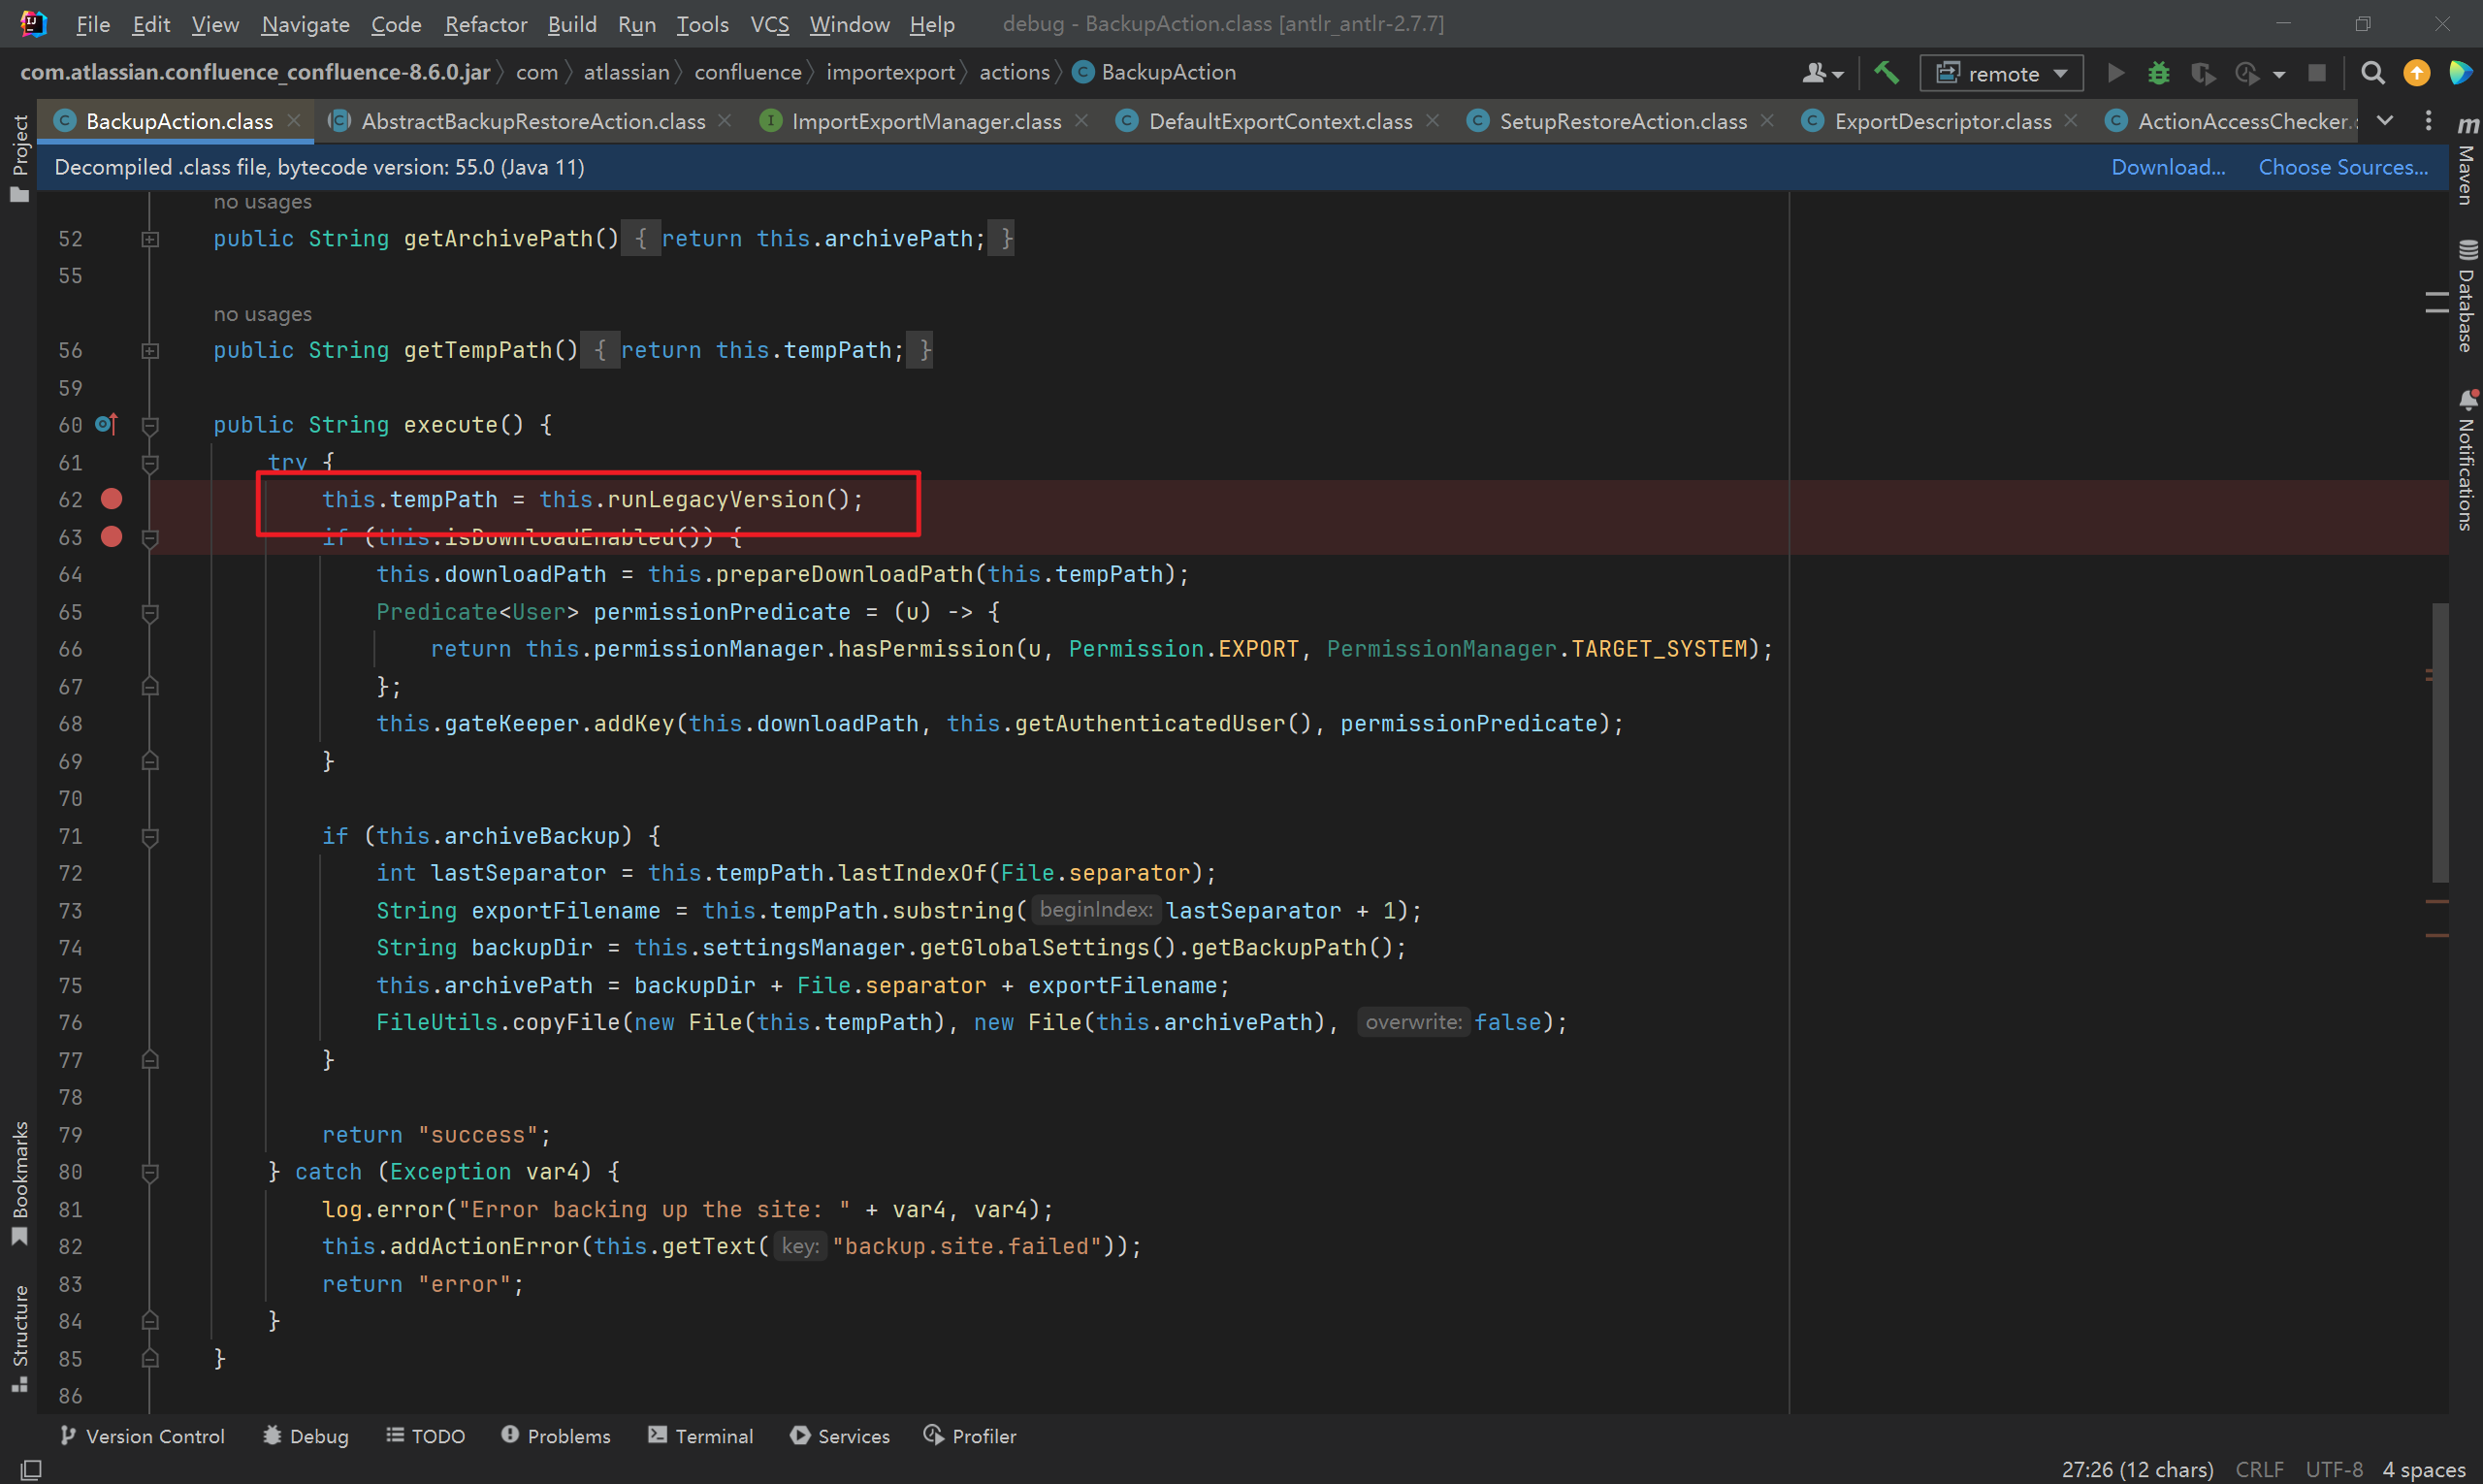 File Edit View Navigate Code Refactor Build Run Tools VCS Window Help debug - BackupAction.class [antlr_antlr-2.7.7]
com.atlassian.confluence_confluence-8.6.0.jar com atlassian confluence importexport actions BackupAction remote
BackupAction.class AbstractBackupRestoreAction.class ImportExportManager.class DefaultExportContext.class SetupRestoreAction.class ExportDescriptor.class ActionAccessChecker.
Decompiled .class file, bytecode version: 55.0 (Java 11) Download... Choose Sources...
no usages
52 public String getArchivePath() { return this.archivePath; }
55
no usages
56 public String getTempPath() { return this.tempPath; }
59
60 public String execute() {
61 try {
62 this.tempPath = this.runLegacyVersion();
63 if (this.isDownloadEnabled()) {
64 this.downloadPath = this.prepareDownloadPath(this.tempPath);
65 Predicate<User> permissionPredicate = (u) -> {
66 return this.permissionManager.hasPermission(u, Permission.EXPORT, PermissionManager.TARGET_SYSTEM);
67 };
68 this.gateKeeper.addKey(this.downloadPath, this.getAuthenticatedUser(), permissionPredicate);
69 }
70
71 if (this.archiveBackup) {
72 int lastSeparator = this.tempPath.lastIndexOf(File.separator);
73 String exportFilename = this.tempPath.substring( beginIndex: lastSeparator + 1);
74 String backupDir = this.settingsManager.getGlobalSettings().getBackupPath();
75 this.archivePath = backupDir + File.separator + exportFilename;
76 FileUtils.copyFile(new File(this.tempPath), new File(this.archivePath), overwrite: false);
77 }
78
79 return "success";
80 } catch (Exception var4) {
81 log.error("Error backing up the site: " + var4, var4);
82 this.addActionError(this.getText( key: "backup.site.failed"));
83 return "error";
84 }
85 }
86
Project
Bookmarks
Structure
Maven
Database
Notifications
Version Control Debug TODO Problems Terminal Services Profiler
27:26 (12 chars) CRLF UTF-8 4 spaces